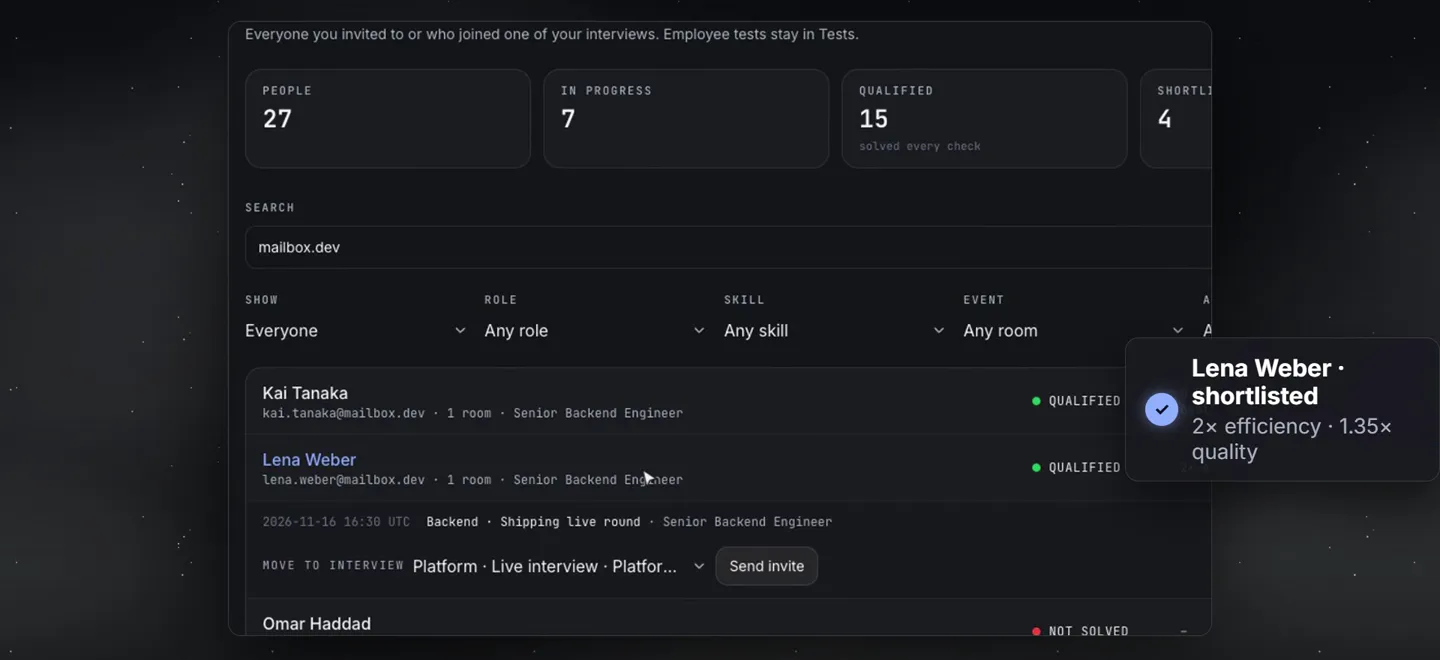 Everyone you invited to or who joined one of your interviews. Employee tests stay in Tests.
PEOPLE
27
IN PROGRESS
7
QUALIFIED
15
solved every check
SHORTLI
4
SEARCH
mailbox.dev
SHOW
Everyone
ROLE
Any role
SKILL
Any skill
EVENT
Any room
A
A
Kai Tanaka
kai.tanaka@mailbox.dev · 1 room · Senior Backend Engineer
QUALIFIED
Lena Weber
lena.weber@mailbox.dev · 1 room · Senior Backend Engineer
QUALIFIED
Lena Weber ·
shortlisted
2× efficiency · 1.35×
quality
2026-11-16 16:30 UTC Backend · Shipping live round · Senior Backend Engineer
MOVE TO INTERVIEW Platform · Live interview · Platfor... Send invite
Omar Haddad
NOT SOLVED –